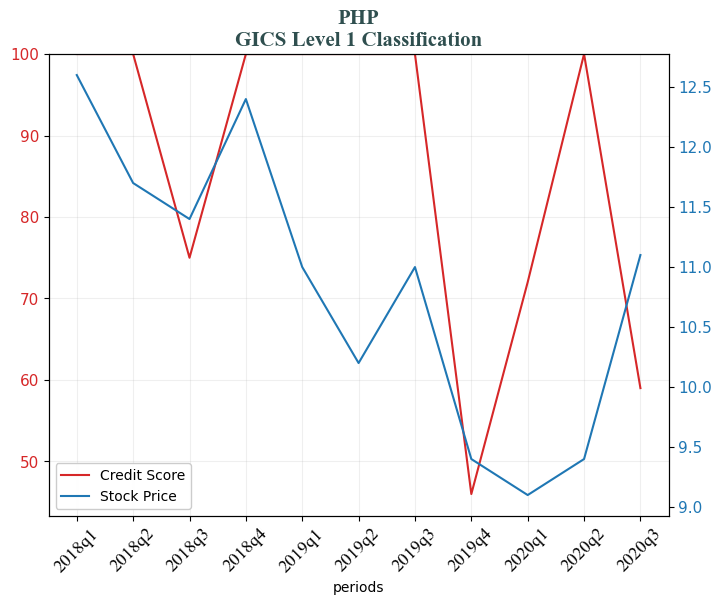 PHP
GICS Level 1 Classification
100
90
80
70
60
50
12.5
12.0
11.5
11.0
10.5
10.0
9.5
9.0
Credit Score
Stock Price
2018q1
2018q2
2018q3
2018q4
2019q1
2019q2
2019q3
2019q4
2020q1
2020q2
2020q3
periods